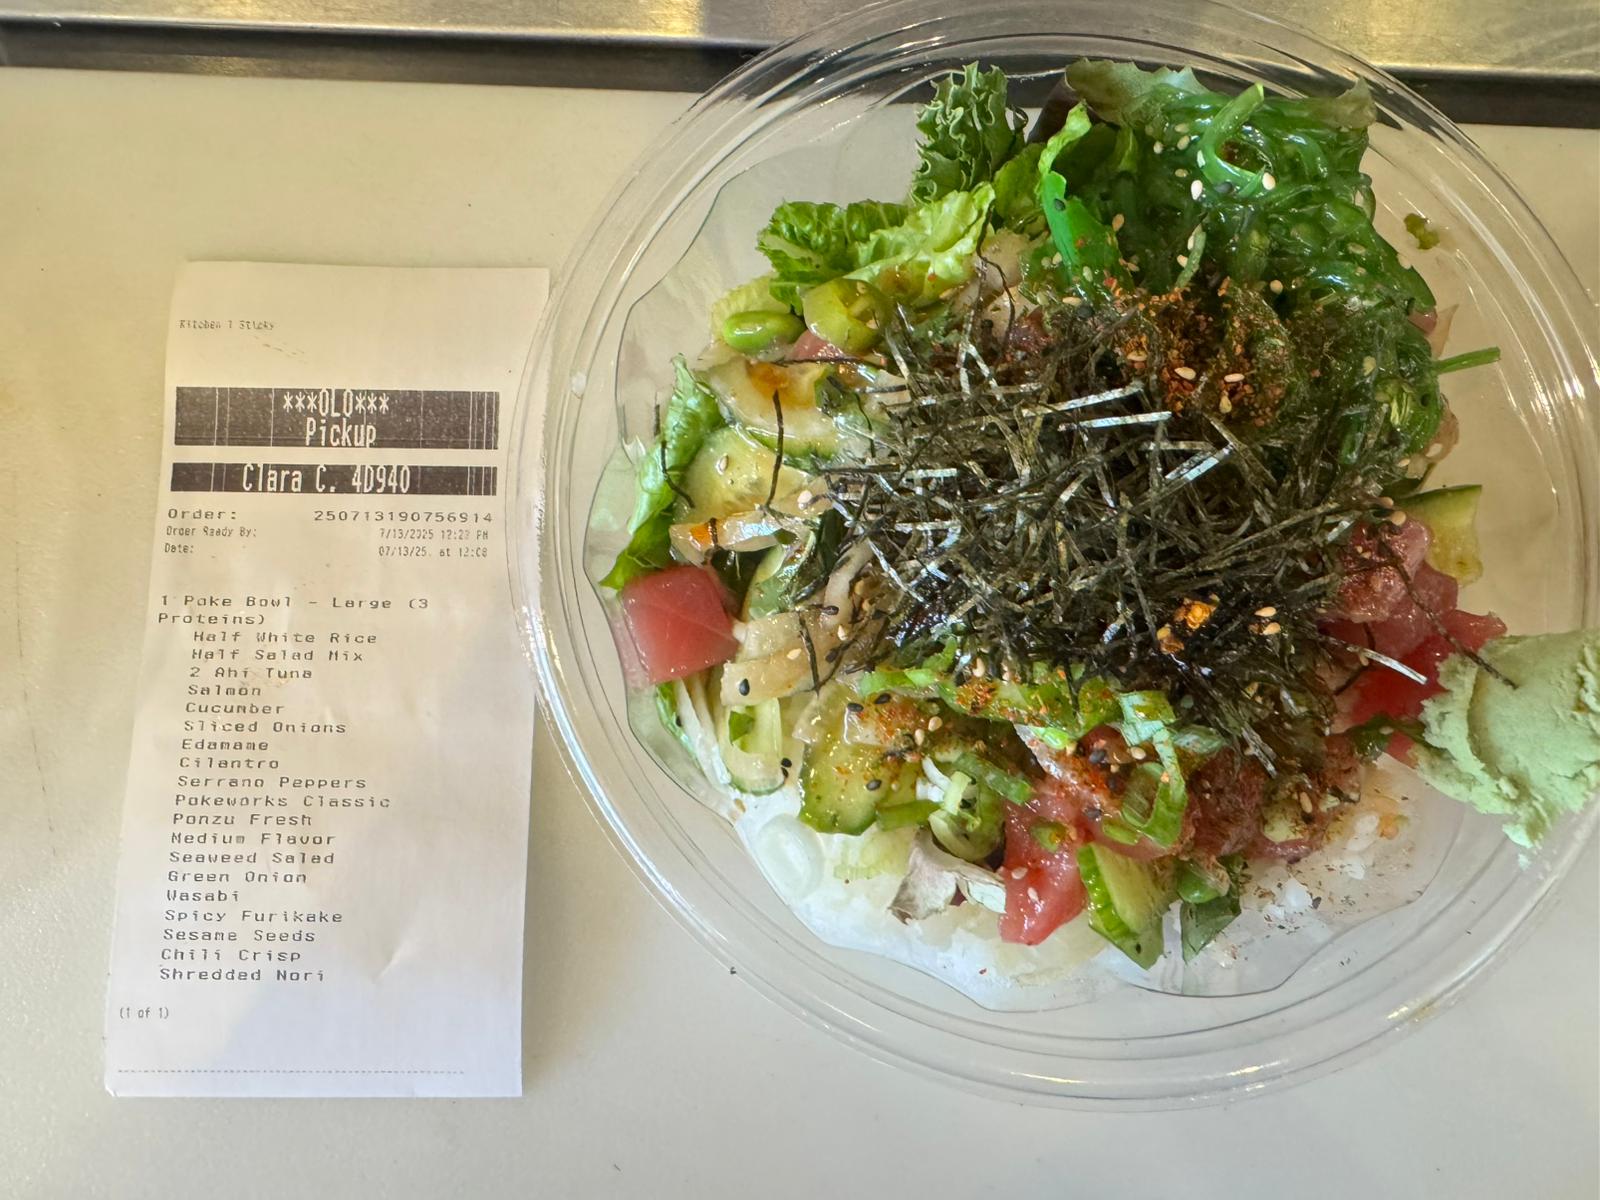 Kitchen 1 Sticky
***OLO***
Pickup
Clara C. 4D940
Order: 250713190756914
Order Ready By: 7/13/2025 12:23 PM
Date: 07/13/25. at 12:08
1 Poke Bowl - Large (3
Proteins)
Half White Rice
Half Salad Mix
2 Ahi Tuna
Salmon
Cucumber
Sliced Onions
Edamame
Cilantro
Serrano Peppers
Pokeworks Classic
Ponzu Fresh
Medium Flavor
Seaweed Salad
Green Onion
Wasabi
Spicy Furikake
Sesame Seeds
Chili Crisp
Shredded Nori
(1 of 1)